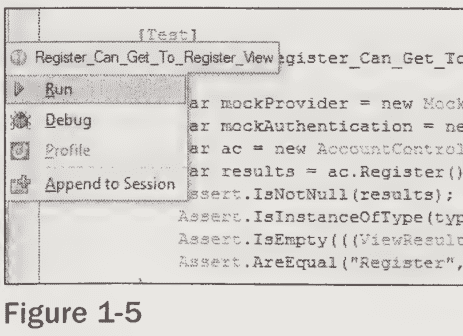 [Test]
Register_Can_Get_To_Register_View
egister_Can_Get_To
Run
ar mockProvider = new Mock
Debug
ar mockAuthentication = ne
Profile
ar ac = new AccountControl
ar results = ac.Register()
Append to Session
ssert.IsNotNull(results);
Assert.IsInstanceOfType(typ
Assert.IsEmpty(((ViewResult
Assert.AreEqual("Register",
Figure 1-5